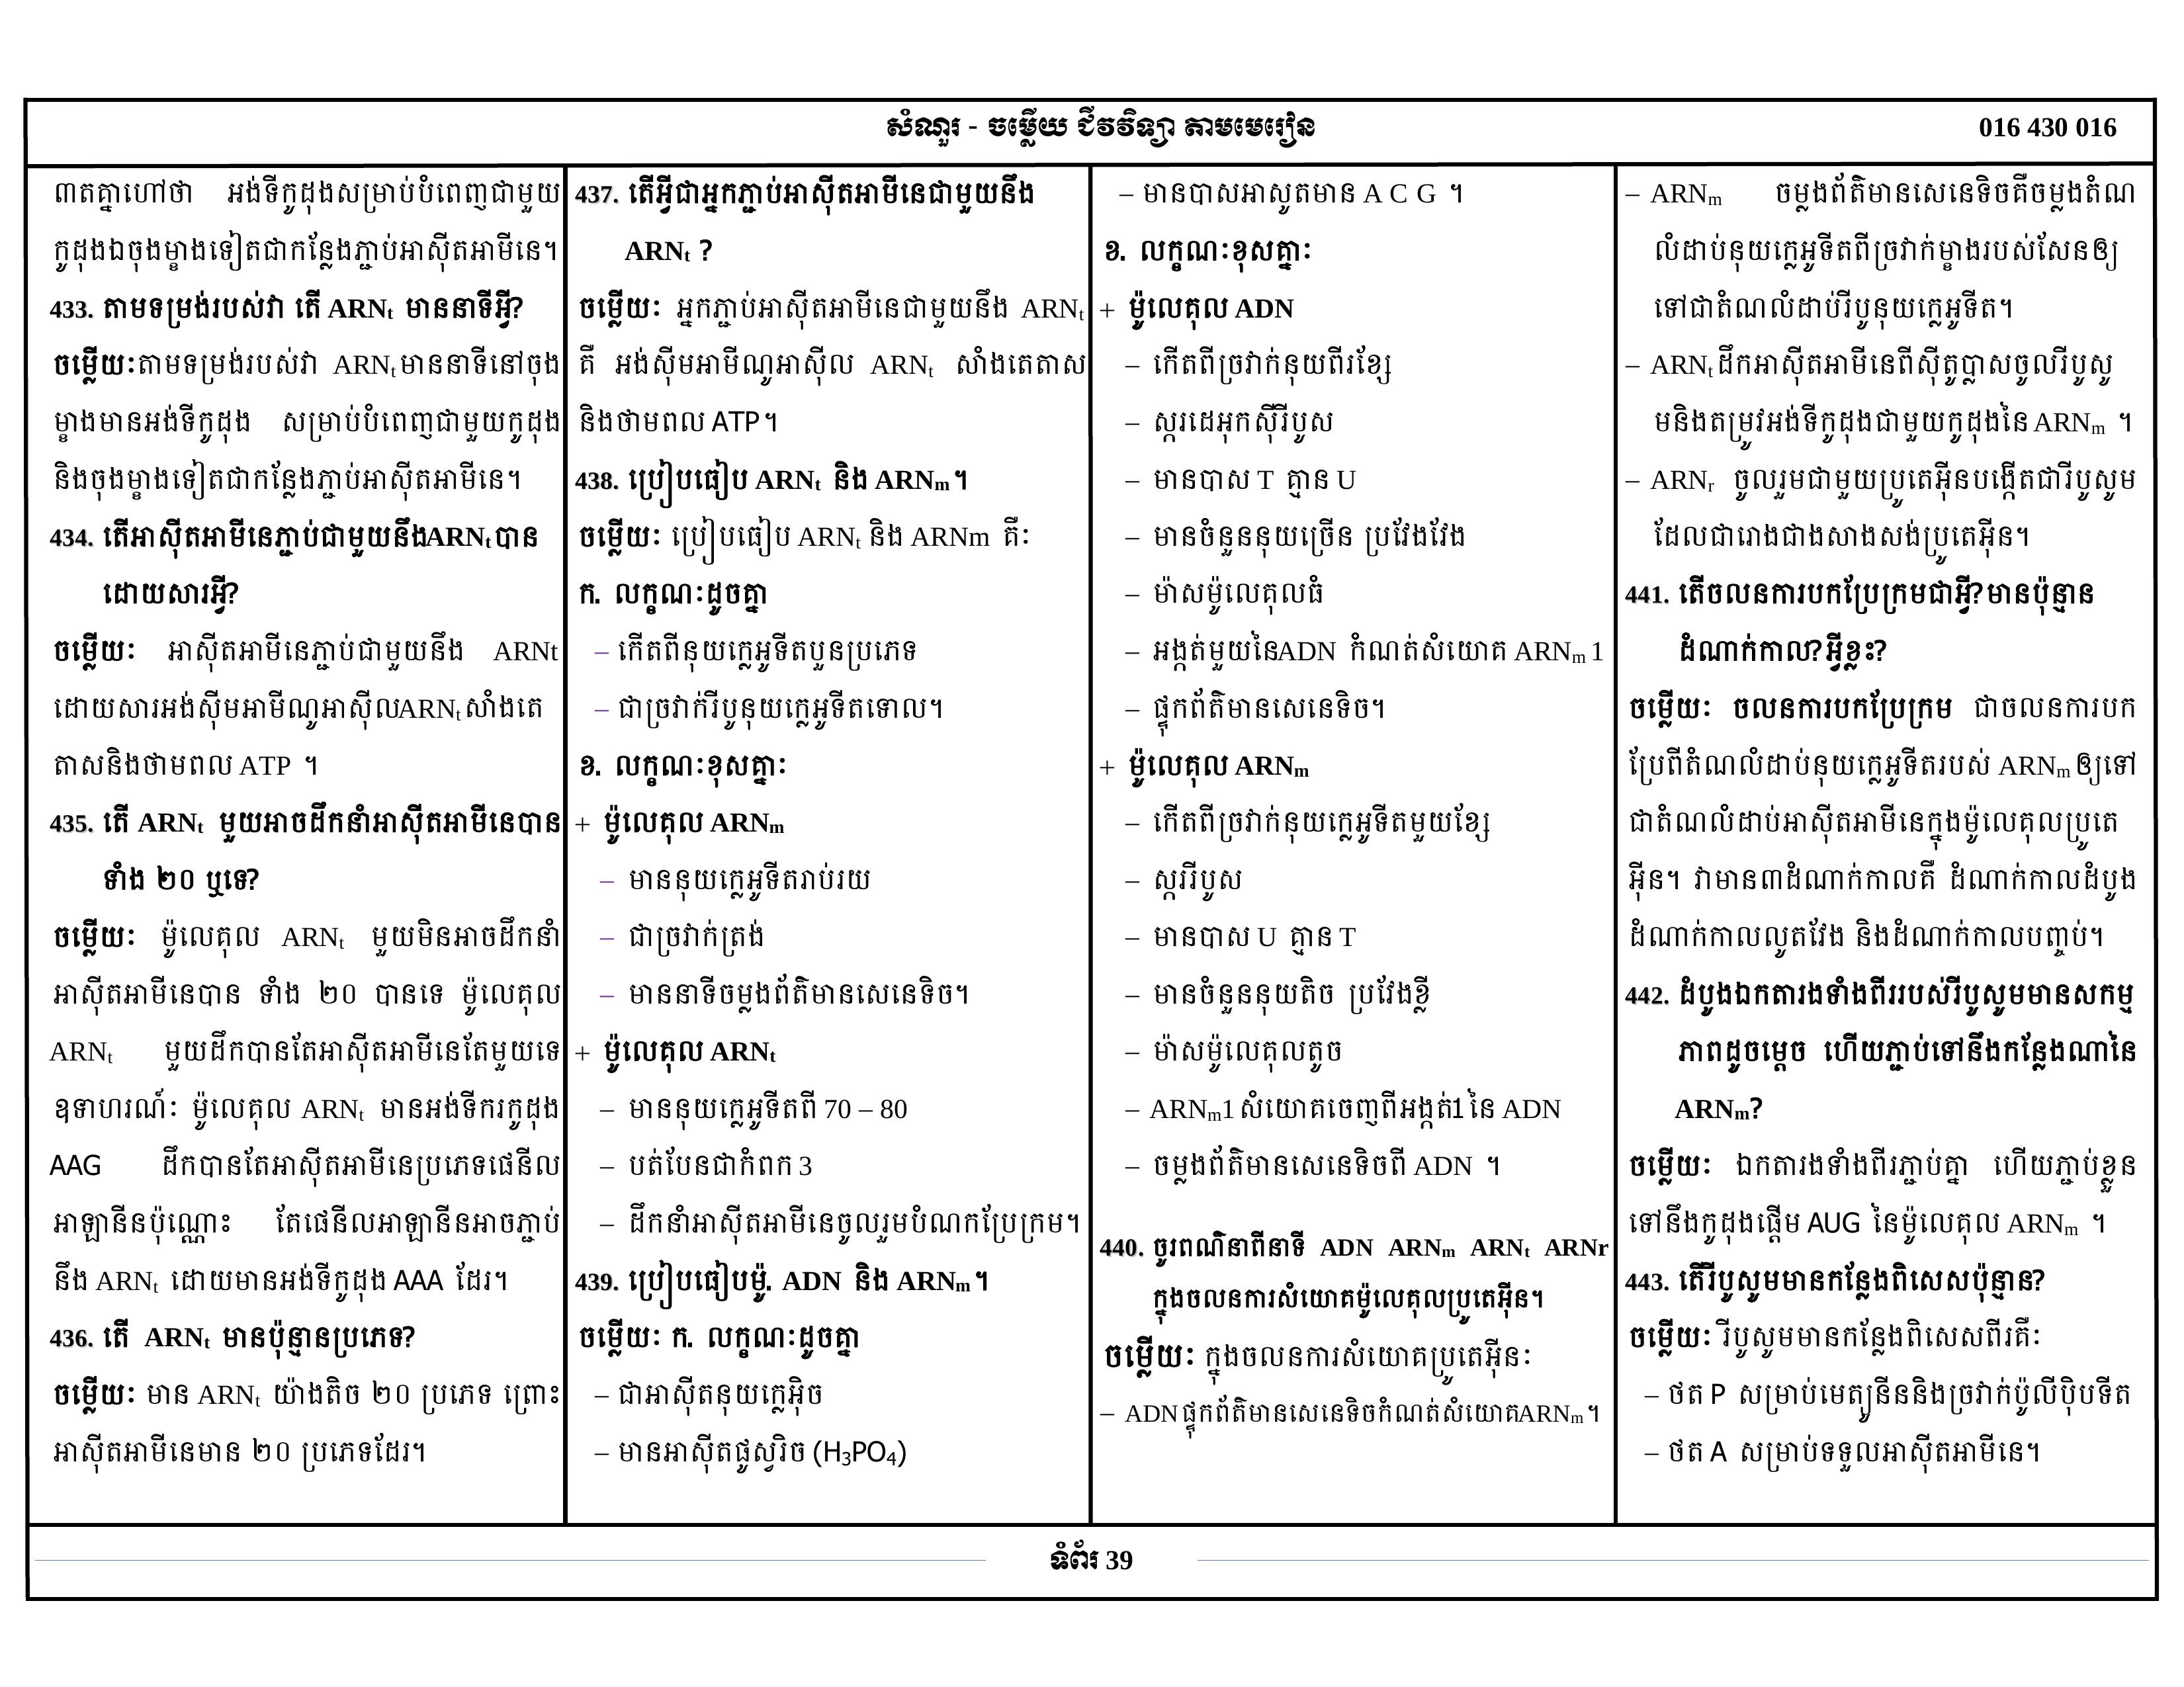 សំណួរ - ចម្លើយ ជីវវិទ្យា តាមមេរៀន
016 430 016
៣តគ្នាហៅថា អង់ទីកូដុងសម្រាប់បំពេញជាមួយ
កូដុងឯចុងម្ខាងទៀតជាកន្លែងភ្ជាប់អាស៊ីតអាមីនេ។
433. តាមទម្រង់របស់វា តើ ARNt មាននាទីអ្វី?
ចម្លើយៈតាមទម្រង់របស់វា ARNt មាននាទីនៅចុង
ម្ខាងមានអង់ទីកូដុង សម្រាប់បំពេញជាមួយកូដុង
និងចុងម្ខាងទៀតជាកន្លែងភ្ជាប់អាស៊ីតអាមីនេ។
434. តើអាស៊ីតអាមីនេភ្ជាប់ជាមួយនឹងARNtបាន
ដោយសារអ្វី?
ចម្លើយៈ អាស៊ីតអាមីនេភ្ជាប់ជាមួយនឹង ARNt
ដោយសារអង់ស៊ីមអាមីណូអាស៊ីលARNtសាំងតេ
តាសនិងថាមពល ATP ។
435. តើ ARNt មួយអាចដឹកនាំអាស៊ីតអាមីនេបាន
ទាំង ២០ ឬទេ?
ចម្លើយៈ ម៉ូលេគុល ARNt មួយមិនអាចដឹកនាំ
អាស៊ីតអាមីនេបាន ទាំង ២០ បានទេ ម៉ូលេគុល
ARNt មួយដឹកបានតែអាស៊ីតអាមីនេតែមួយទេ
ឧទាហរណ៍ៈ ម៉ូលេគុល ARNt មានអង់ទីករកូដុង
AAG ដឹកបានតែអាស៊ីតអាមីនេប្រភេទផេនីល
អាឡានីនប៉ុណ្ណោះ តែផេនីលអាឡានីនអាចភ្ជាប់
នឹង ARNt ដោយមានអង់ទីកូដុង AAA ដែរ។
436. តើ ARNt មានប៉ុន្មានប្រភេទ?
ចម្លើយៈ មាន ARNt យ៉ាងតិច ២០ ប្រភេទ ព្រោះ
អាស៊ីតអាមីនេមាន ២០ ប្រភេទដែរ។
437. តើអ្វីជាអ្នកភ្ជាប់អាស៊ីតអាមីនេជាមួយនឹង
ARNt ?
ចម្លើយៈ អ្នកភ្ជាប់អាស៊ីតអាមីនេជាមួយនឹង ARNt
គឺ អង់ស៊ីមអាមីណូអាស៊ីល ARNt សាំងតេតាស
និងថាមពល ATP។
438. ប្រៀបធៀប ARNt និង ARNm។
ចម្លើយៈ ប្រៀបធៀប ARNt និង ARNm គឺៈ
ក. លក្ខណៈដូចគ្នា
– កើតពីនុយក្លេអូទីតបួនប្រភេទ
– ជាច្រវាក់រីបូនុយក្លេអូទីតទោល។
ខ. លក្ខណៈខុសគ្នាៈ
+ ម៉ូលេគុល ARNm
– មាននុយក្លេអូទីតរាប់រយ
– ជាច្រវាក់ត្រង់
– មាននាទីចម្លងព័ត៌មានសេនេទិច។
+ ម៉ូលេគុល ARNt
– មាននុយក្លេអូទីតពី 70 – 80
– បត់បែនជាកំពក 3
– ដឹកនាំអាស៊ីតអាមីនេចូលរួមបំណកប្រែក្រម។
439. ប្រៀបធៀបម៉ូ. ADN និង ARNm។
ចម្លើយៈ ក. លក្ខណៈដូចគ្នា
– ជាអាស៊ីតនុយក្លេអ៊ិច
– មានអាស៊ីតផូស្វរិច (H₃PO₄)
– មានបាសអាសូតមាន A C G ។
ខ. លក្ខណៈខុសគ្នាៈ
+ ម៉ូលេគុល ADN
– កើតពីច្រវាក់នុយពីរខ្សែ
– ស្ករដេអុកស៊ីរីបូស
– មានបាស T គ្មាន U
– មានចំនួននុយច្រើន ប្រវែងវែង
– ម៉ាសម៉ូលេគុលធំ
– អង្កត់មួយនៃADN កំណត់សំយោគ ARNm 1
– ផ្ទុកព័ត៌មានសេនេទិច។
+ ម៉ូលេគុល ARNm
– កើតពីច្រវាក់នុយក្លេអូទីតមួយខ្សែ
– ស្កររីបូស
– មានបាស U គ្មាន T
– មានចំនួននុយតិច ប្រវែងខ្លី
– ម៉ាសម៉ូលេគុលតូច
– ARNm1 សំយោគចេញពីអង្កត់1 នៃ ADN
– ចម្លងព័ត៌មានសេនេទិចពី ADN ។
440. ចូរពណ៌នាពីនាទី ADN ARNm ARNt ARNr
ក្នុងចលនការសំយោគម៉ូលេគុលប្រូតេអ៊ីន។
ចម្លើយៈ ក្នុងចលនការសំយោគប្រូតេអ៊ីនៈ
– ADNផ្ទុកព័ត៌មានសេនេទិចកំណត់សំយោគARNm។
– ARNm ចម្លងព័ត៌មានសេនេទិចគឺចម្លងតំណ
លំដាប់នុយក្លេអូទីតពីច្រវាក់ម្ខាងរបស់សែនឲ្យ
ទៅជាតំណលំដាប់រីបូនុយក្លេអូទីត។
– ARNtដឹកអាស៊ីតអាមីនេពីស៊ីតូប្លាសចូលរីបូសូ
មនិងតម្រូវអង់ទីកូដុងជាមួយកូដុងនៃARNm ។
– ARNr ចូលរួមជាមួយប្រូតេអ៊ីនបង្កើតជារីបូសូម
ដែលជារោងជាងសាងសង់ប្រូតេអ៊ីន។
441. តើចលនការបកប្រែក្រមជាអ្វី?មានប៉ុន្មាន
ដំណាក់កាល?អ្វីខ្លះ?
ចម្លើយៈ ចលនការបកប្រែក្រម ជាចលនការបក
ប្រែពីតំណលំដាប់នុយក្លេអូទីតរបស់ ARNmឲ្យទៅ
ជាតំណលំដាប់អាស៊ីតអាមីនេក្នុងម៉ូលេគុលប្រូតេ
អ៊ីន។ វាមាន៣ដំណាក់កាលគឺ ដំណាក់កាលដំបូង
ដំណាក់កាលលូតវែង និងដំណាក់កាលបញ្ចប់។
442. ដំបូងឯកតារងទាំងពីររបស់រីបូសូមមានសកម្ម
ភាពដូចម្តេច ហើយភ្ជាប់ទៅនឹងកន្លែងណានៃ
ARNm?
ចម្លើយៈ ឯកតារងទាំងពីរភ្ជាប់គ្នា ហើយភ្ជាប់ខ្លួន
ទៅនឹងកូដុងផ្តើម AUG នៃម៉ូលេគុល ARNm ។
443. តើរីបូសូមមានកន្លែងពិសេសប៉ុន្មាន?
ចម្លើយៈ រីបូសូមមានកន្លែងពិសេសពីរគឺៈ
– ថត P សម្រាប់មេត្យូនីននិងច្រវាក់ប៉ូលីប៉ិបទីត
– ថត A សម្រាប់ទទួលអាស៊ីតអាមីនេ។
ទំព័រ 39